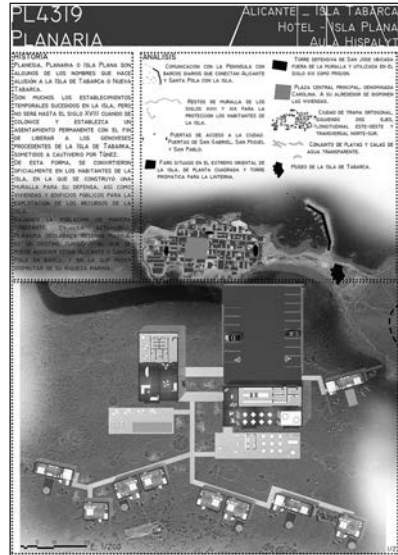 PL4319
PLANARIA
ALICANTE _ ISLA TABARCA
HOTEL - ISLA PLANA
AULA HISPALYT
HISTORIA
PLANESIA, PLANARIA O ISLA PLANA SON
ALGUNOS DE LOS NOMBRES QUE HACE
ALUSIÓN A LA ISLA DE TABARCA O NUEVA
TABARCA.
SON MUCHOS LOS ESTABLECIMIENTOS
TEMPORALES SUCEDIDOS EN LA ISLA, PERO
NO SERÁ HASTA EL SIGLO XVIII CUANDO SE
COLONICE Y ESTABLEZCA UN
ASENTAMIENTO PERMANENTE CON EL FIN
DE LIBERAR A LOS GENOVESES
PROCEDENTES DE LA ISLA DE TABARCA,
SOMETIDOS A CAUTIVERIO POR TÚNEZ.
DE ESTA FORMA, SE CONVIRTIERON
OFICIALMENTE EN LOS HABITANTES DE LA
ISLA, EN LA QUE SE CONSTRUYÓ UNA
MURALLA PARA SU DEFENSA, ASÍ COMO
VIVIENDAS Y EDIFICIOS PÚBLICOS PARA LA
EXPLOTACIÓN DE LOS RECURSOS DE LA
ISLA.
DISFRUTAR DE SU RIQUEZA MARINA.
ANÁLISIS
COMUNICACIÓN CON LA PENÍNSULA CON
BARCOS DIARIOS QUE CONECTAN ALICANTE
Y SANTA POLA CON LA ISLA.
RESTOS DE MURALLA DE LOS
SIGLOS XVIII Y XIX PARA LA
PROTECCIÓN LOS HABITANTES
DE LA ISLA.
PUERTAS DE ACCESO A LA CIUDAD:
PUERTAS DE SAN GABRIEL, SAN MIGUEL
Y SAN PABLO.
FARO SITUADO EN EL EXTREMO ORIENTAL DE
LA ISLA, DE PLANTA CUADRADA Y TORRE
PRISMÁTICA PARA LA LINTERNA.
TORRE DEFENSIVA DE SAN JOSÉ UBICADA
FUERA DE LA MURALLA Y UTILIZADA EN EL
SIGLO XIX COMO PRISIÓN.
PLAZA CENTRAL PRINCIPAL, DENOMINADA
CAROLINA. A SU ALREDEDOR SE DISPONEN
LAS VIVIENDAS.
CIUDAD DE TRAMA ORTOGONAL,
SIGUIENDO DOS EJES,
LONGITUDINAL ESTE-OESTE Y
TRANSVERSAL NORTE-SUR.
CONJUNTO DE PLAYAS Y CALAS DE
AGUA TRANSPARENTE.
MUSEO DE LA ISLA DE TABARCA.
E: 1/200